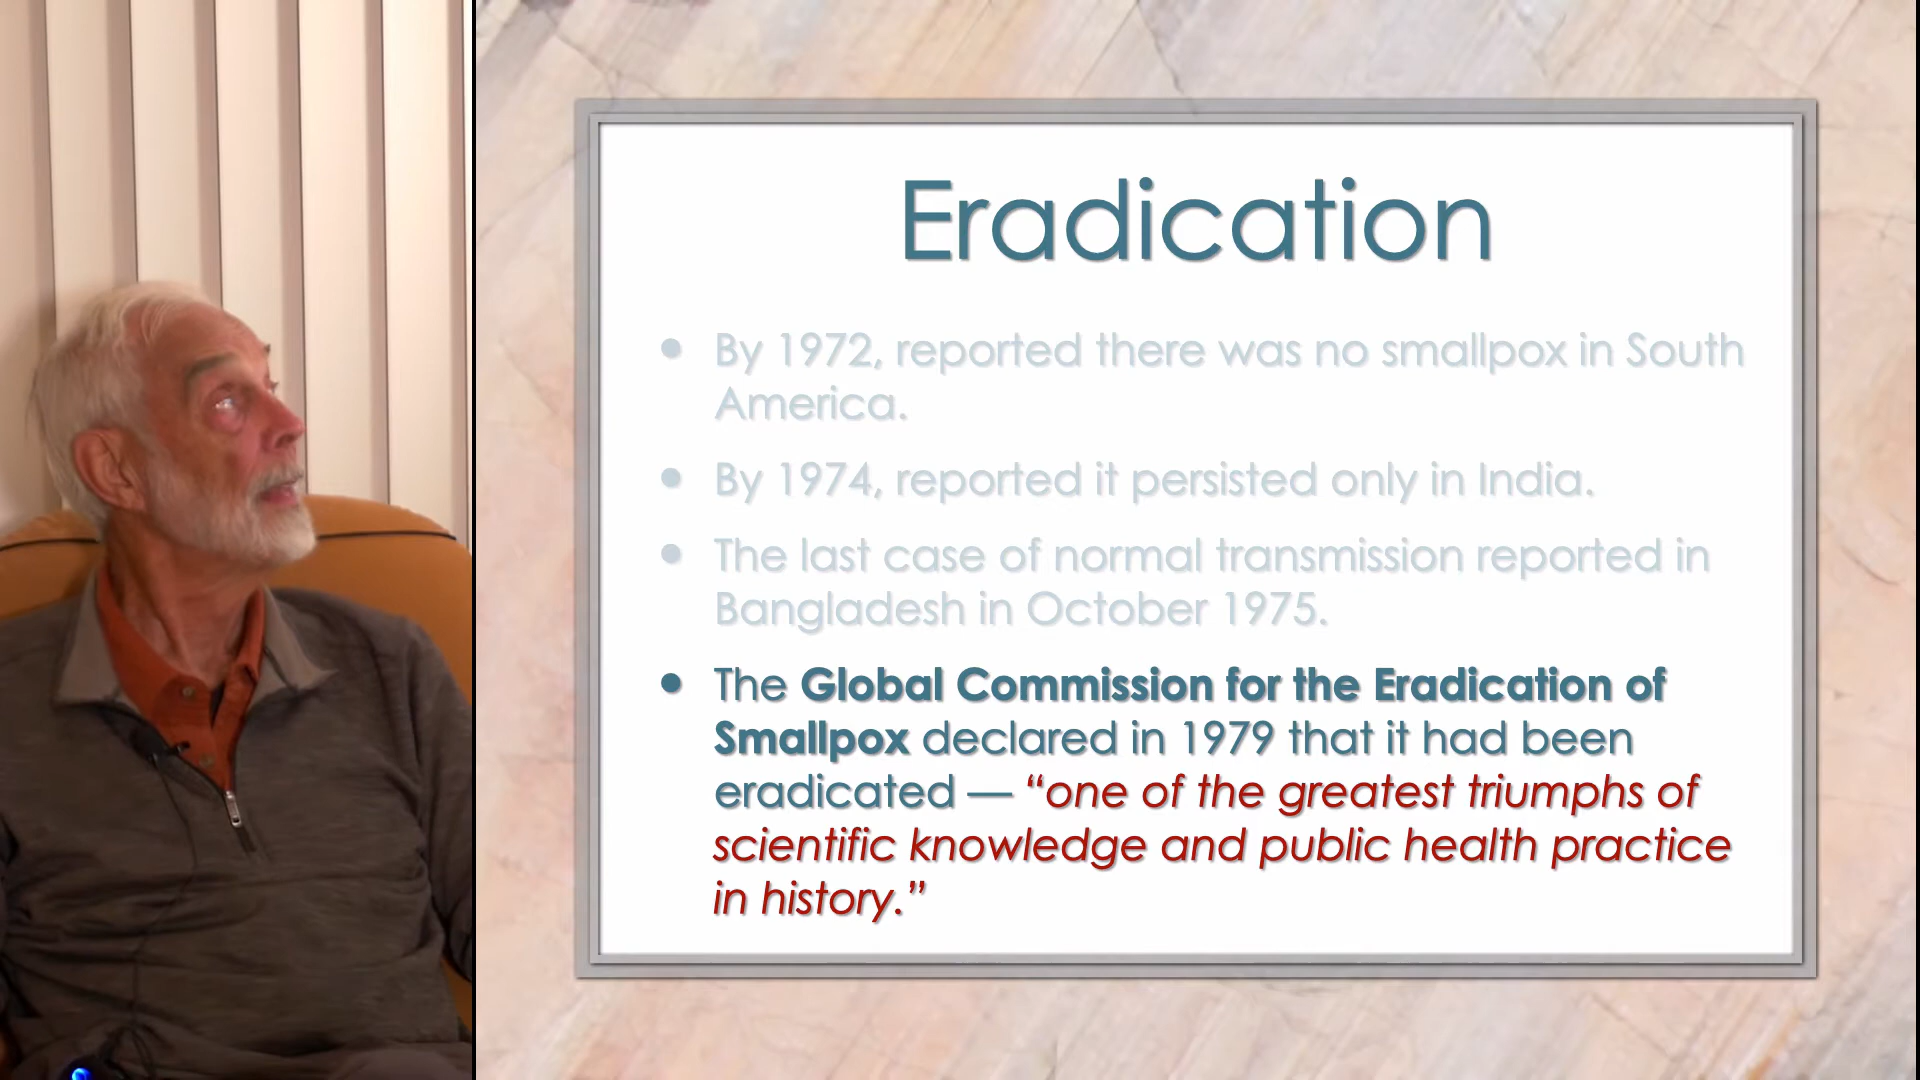 Eradication
• By 1972, reported there was no smallpox in South
America.
• By 1974, reported it persisted only in India.
• The last case of normal transmission reported in
Bangladesh in October 1975.
• The Global Commission for the Eradication of
Smallpox declared in 1979 that it had been
eradicated — “one of the greatest triumphs of
scientific knowledge and public health practice
in history.”